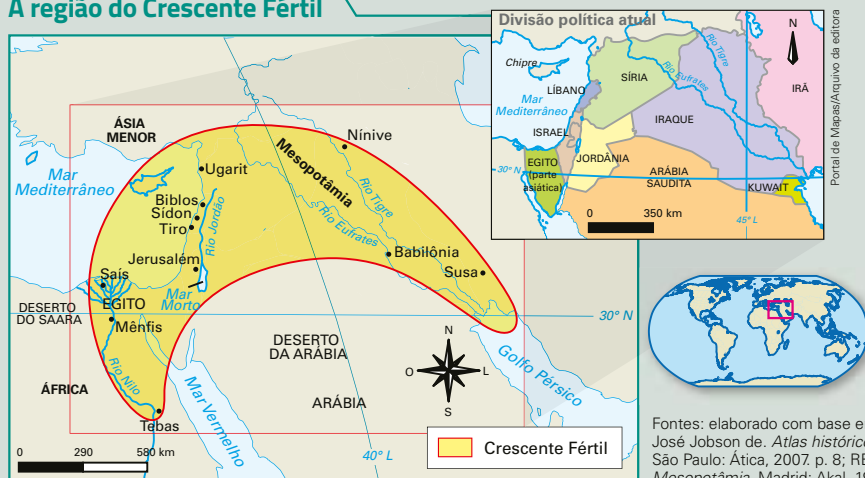 A região do Crescente Fértil
ÁSIA
MENOR
Mar
Mediterrâneo
Ugarit
Biblos
Sídon
Tiro
Rio Jordão
Jerusalém
Mar
Morto
Saís
EGITO
Mênfis
DESERTO
DO SAARA
Rio Nilo
ÁFRICA
Tebas
Mar Vermelho
Nínive
Mesopotâmia
Rio Tigre
Rio Eufrates
Babilônia
Susa
DESERTO
DA ARÁBIA
ARÁBIA
Golfo Pérsico
30° N
40° L
N
O
L
S
0 290 580 km
Crescente Fértil
Divisão política atual
Chipre
LÍBANO
SÍRIA
Rio Tigre
Rio Eufrates
IRÃ
Mar
Mediterrâneo
IRAQUE
ISRAEL
JORDÂNIA
EGITO
(parte
asiática)
ARÁBIA
SAUDITA
KUWAIT
30° N
45° L
0 350 km
N
Portal de Mapas/Arquivo da editora
Fontes: elaborado com base e
José Jobson de. Atlas histórico
São Paulo: Ática, 2007. p. 8; RE
Mesopotâmia. Madrid: Akal, 19